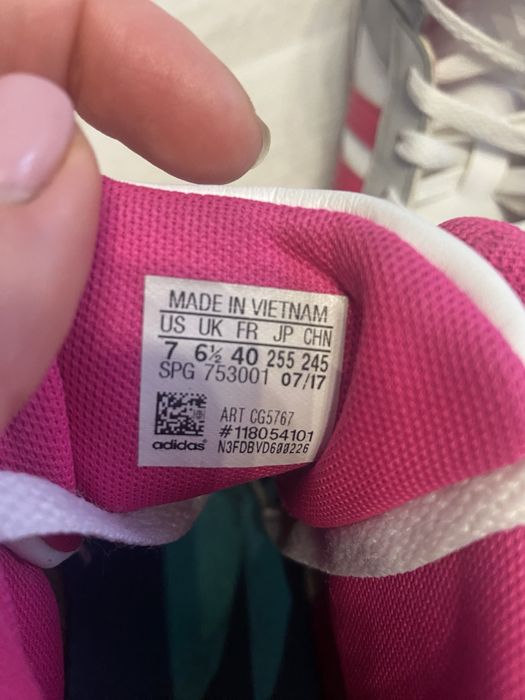 MADE IN VIETNAM
US UK FR JP CHN
7 6½ 40 255 245
SPG 753001 07/17
ART CG5767
#118054101
adidas N3FDBVD600226